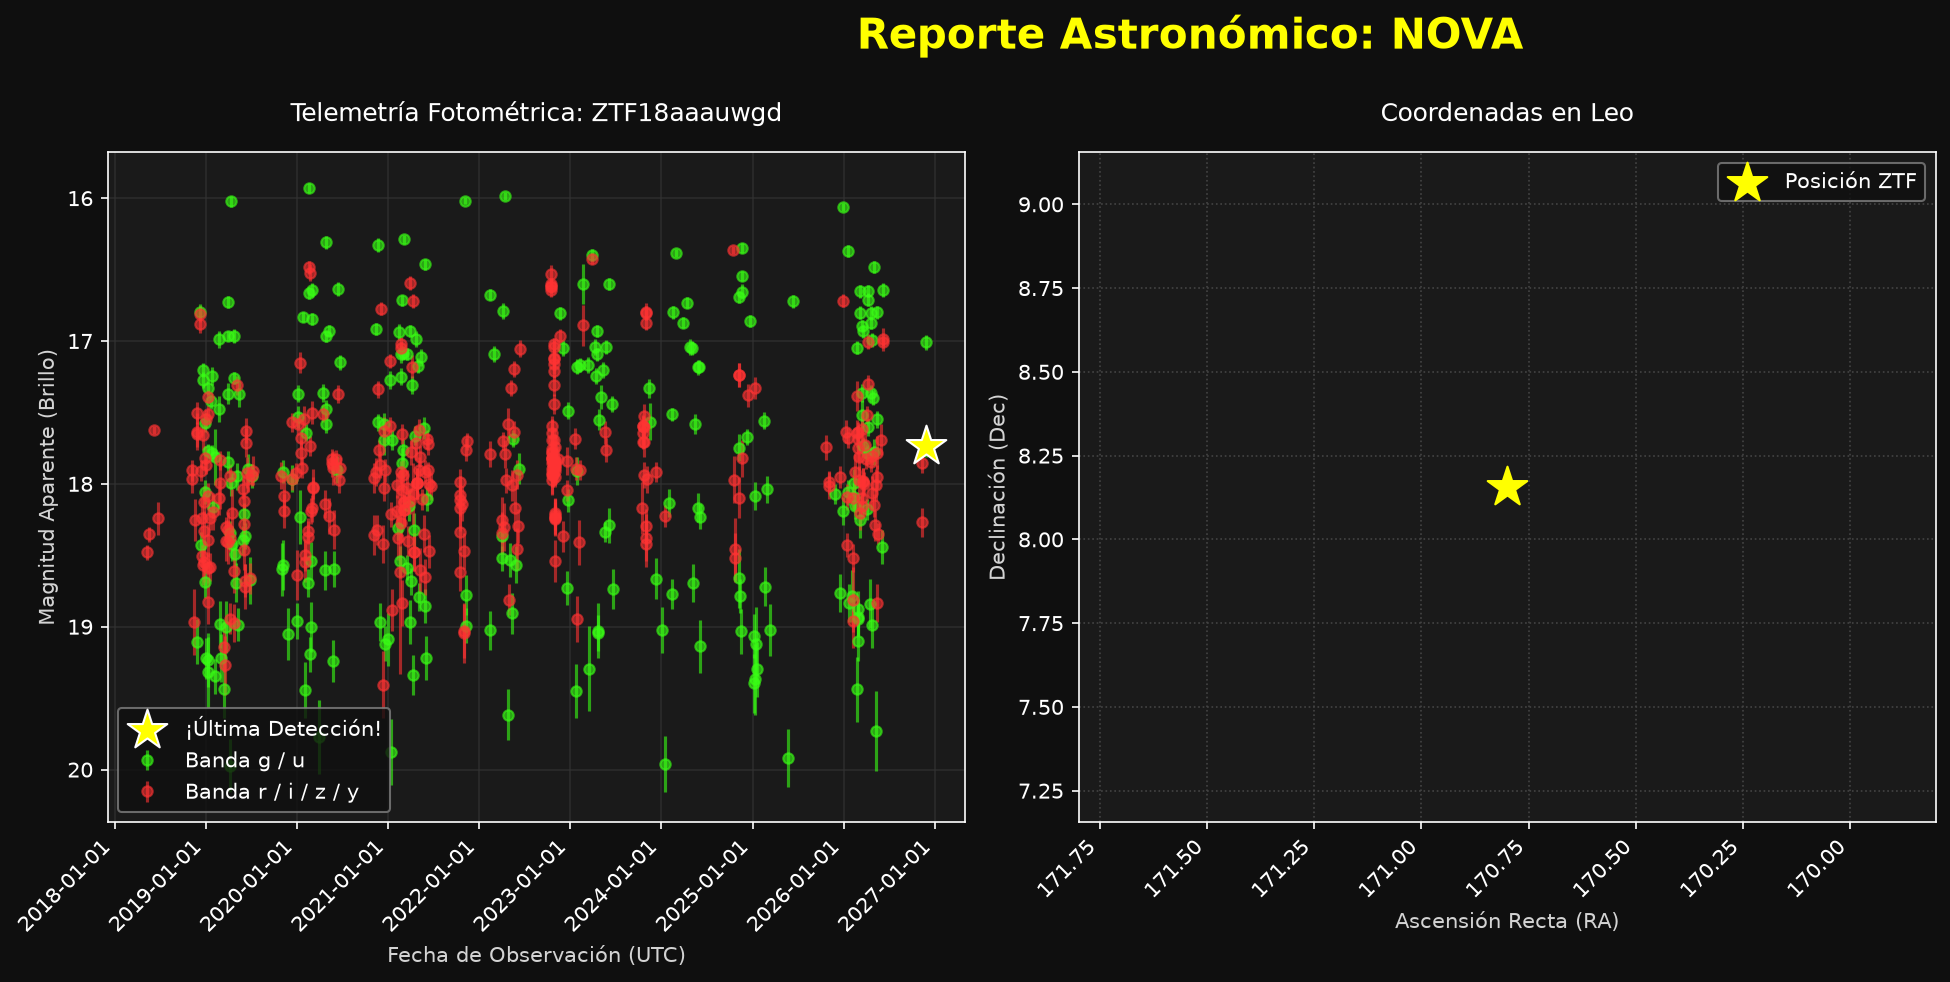 Reporte Astronómico: NOVA
Telemetría Fotométrica: ZTF18aaauwgd
Magnitud Aparente (Brillo)
16
17
18
19
20
¡Última Detección!
Banda g / u
Banda r / i / z / y
2018-01-01
2019-01-01
2020-01-01
2021-01-01
2022-01-01
2023-01-01
2024-01-01
2025-01-01
2026-01-01
2027-01-01
Fecha de Observación (UTC)
Coordenadas en Leo
Posición ZTF
Declinación (Dec)
9.00
8.75
8.50
8.25
8.00
7.75
7.50
7.25
171.75
171.50
171.25
171.00
170.75
170.50
170.25
170.00
Ascensión Recta (RA)